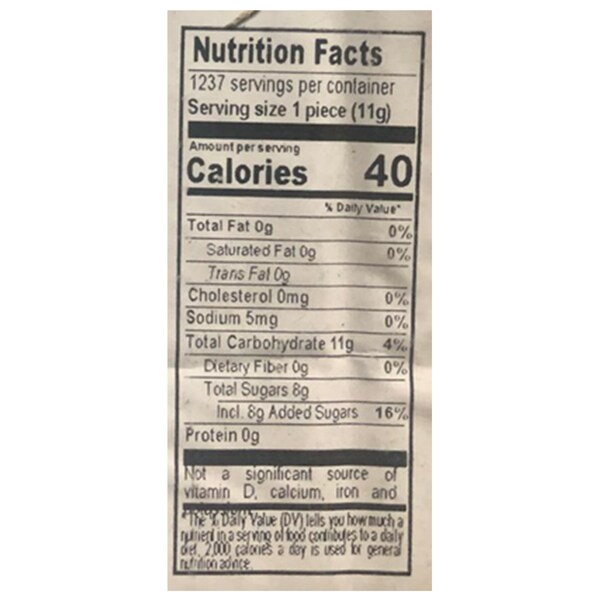 Nutrition Facts
1237 servings per container
Serving size 1 piece (11g)
Amount per serving
Calories 40
% Daily Value*
Total Fat 0g 0%
Saturated Fat 0g 0%
Trans Fat 0g
Cholesterol 0mg 0%
Sodium 5mg 0%
Total Carbohydrate 11g 4%
Dietary Fiber 0g 0%
Total Sugars 8g
Incl. 8g Added Sugars 16%
Protein 0g
Not a significant source of
vitamin D, calcium, iron and
potassium.
*The % Daily Value (DV) tells you how much a
nutrient in a serving of food contributes to a daily
diet. 2,000 calories a day is used for general
nutrition advice.